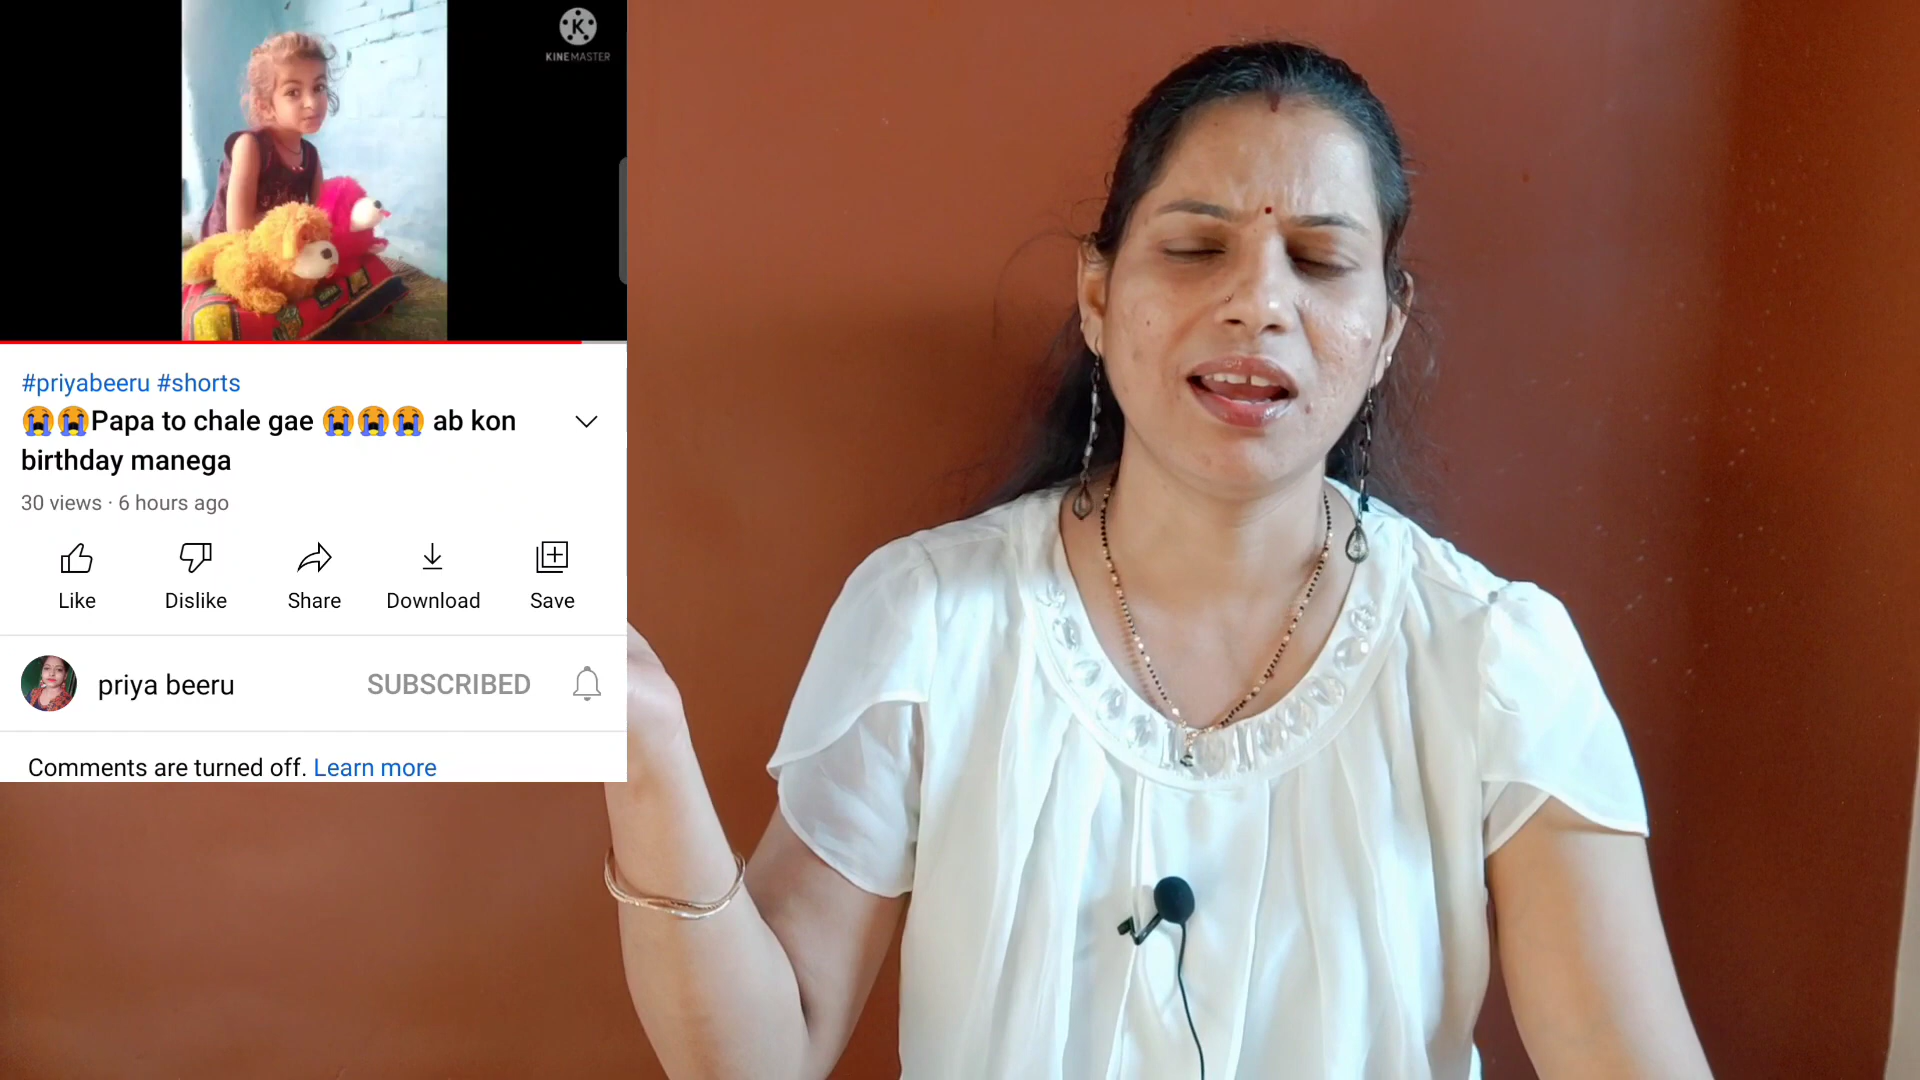 KINEMASTER
#priyabeeru #shorts
😭😭Papa to chale gae 😭😭😭 ab kon
birthday manega
30 views · 6 hours ago
Like Dislike Share Download Save
priya beeru SUBSCRIBED
Comments are turned off. Learn more